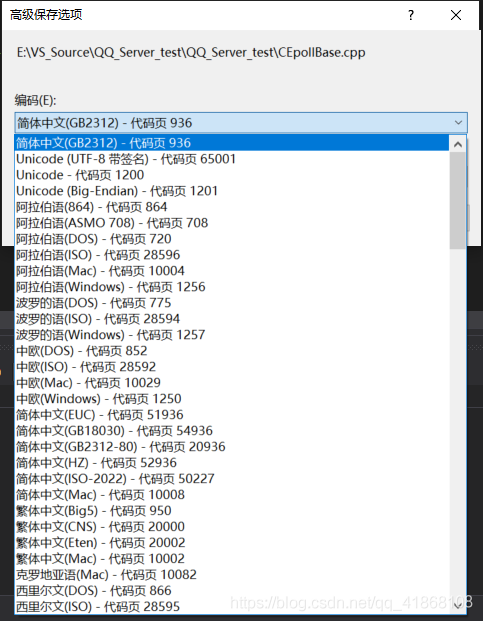 高级保存选项
?
E:\VS_Source\QQ_Server_test\QQ_Server_test\CEpollBase.cpp
编码(E):
简体中文(GB2312) - 代码页 936
简体中文(GB2312) - 代码页 936
Unicode (UTF-8 带签名) - 代码页 65001
Unicode - 代码页 1200
Unicode (Big-Endian) - 代码页 1201
阿拉伯语(864) - 代码页 864
阿拉伯语(ASMO 708) - 代码页 708
阿拉伯语(DOS) - 代码页 720
阿拉伯语(ISO) - 代码页 28596
阿拉伯语(Mac) - 代码页 10004
阿拉伯语(Windows) - 代码页 1256
波罗的语(DOS) - 代码页 775
波罗的语(ISO) - 代码页 28594
波罗的语(Windows) - 代码页 1257
中欧(DOS) - 代码页 852
中欧(ISO) - 代码页 28592
中欧(Mac) - 代码页 10029
中欧(Windows) - 代码页 1250
简体中文(EUC) - 代码页 51936
简体中文(GB18030) - 代码页 54936
简体中文(GB2312-80) - 代码页 20936
简体中文(HZ) - 代码页 52936
简体中文(ISO-2022) - 代码页 50227
简体中文(Mac) - 代码页 10008
繁体中文(Big5) - 代码页 950
繁体中文(CNS) - 代码页 20000
繁体中文(Eten) - 代码页 20002
繁体中文(Mac) - 代码页 10002
克罗地亚语(Mac) - 代码页 10082
西里尔文(DOS) - 代码页 866
西里尔文(ISO) - 代码页 28595
https://blog.csdn.net/qq_41868108